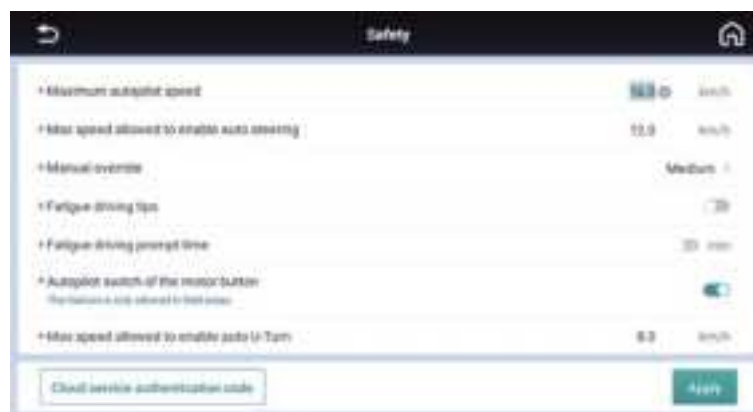 Safety
Maximum autopilot speed km/h
Max speed allowed to enable auto steering 12.0 km/h
Manual override Medium
Fatigue driving tips
Fatigue driving prompt time min
Autopilot switch of the motor button
Max speed allowed to enable auto U-Turn km/h
Cloud service authentication code
Apply